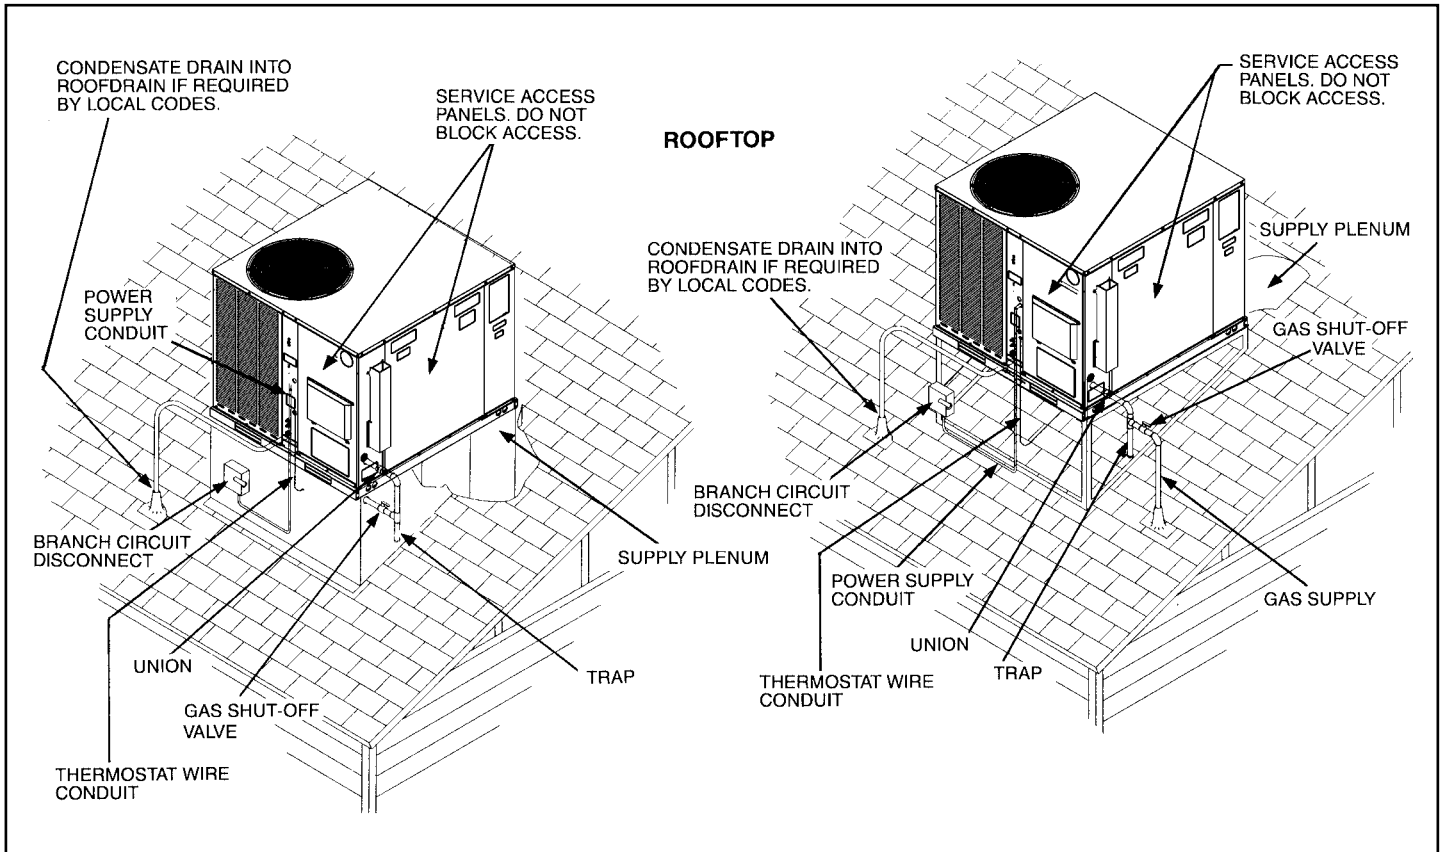 CONDENSATE DRAIN INTO
ROOFDRAIN IF REQUIRED
BY LOCAL CODES.
SERVICE ACCESS
PANELS. DO NOT
BLOCK ACCESS.
POWER
SUPPLY
CONDUIT
BRANCH CIRCUIT
DISCONNECT
SUPPLY PLENUM
UNION
TRAP
GAS SHUT-OFF
VALVE
THERMOSTAT WIRE
CONDUIT
ROOFTOP
SERVICE ACCESS
PANELS. DO NOT
BLOCK ACCESS.
SUPPLY PLENUM
CONDENSATE DRAIN INTO
ROOFDRAIN IF REQUIRED
BY LOCAL CODES.
GAS SHUT-OFF
VALVE
BRANCH CIRCUIT
DISCONNECT
POWER SUPPLY
CONDUIT
GAS SUPPLY
UNION
TRAP
THERMOSTAT WIRE
CONDUIT